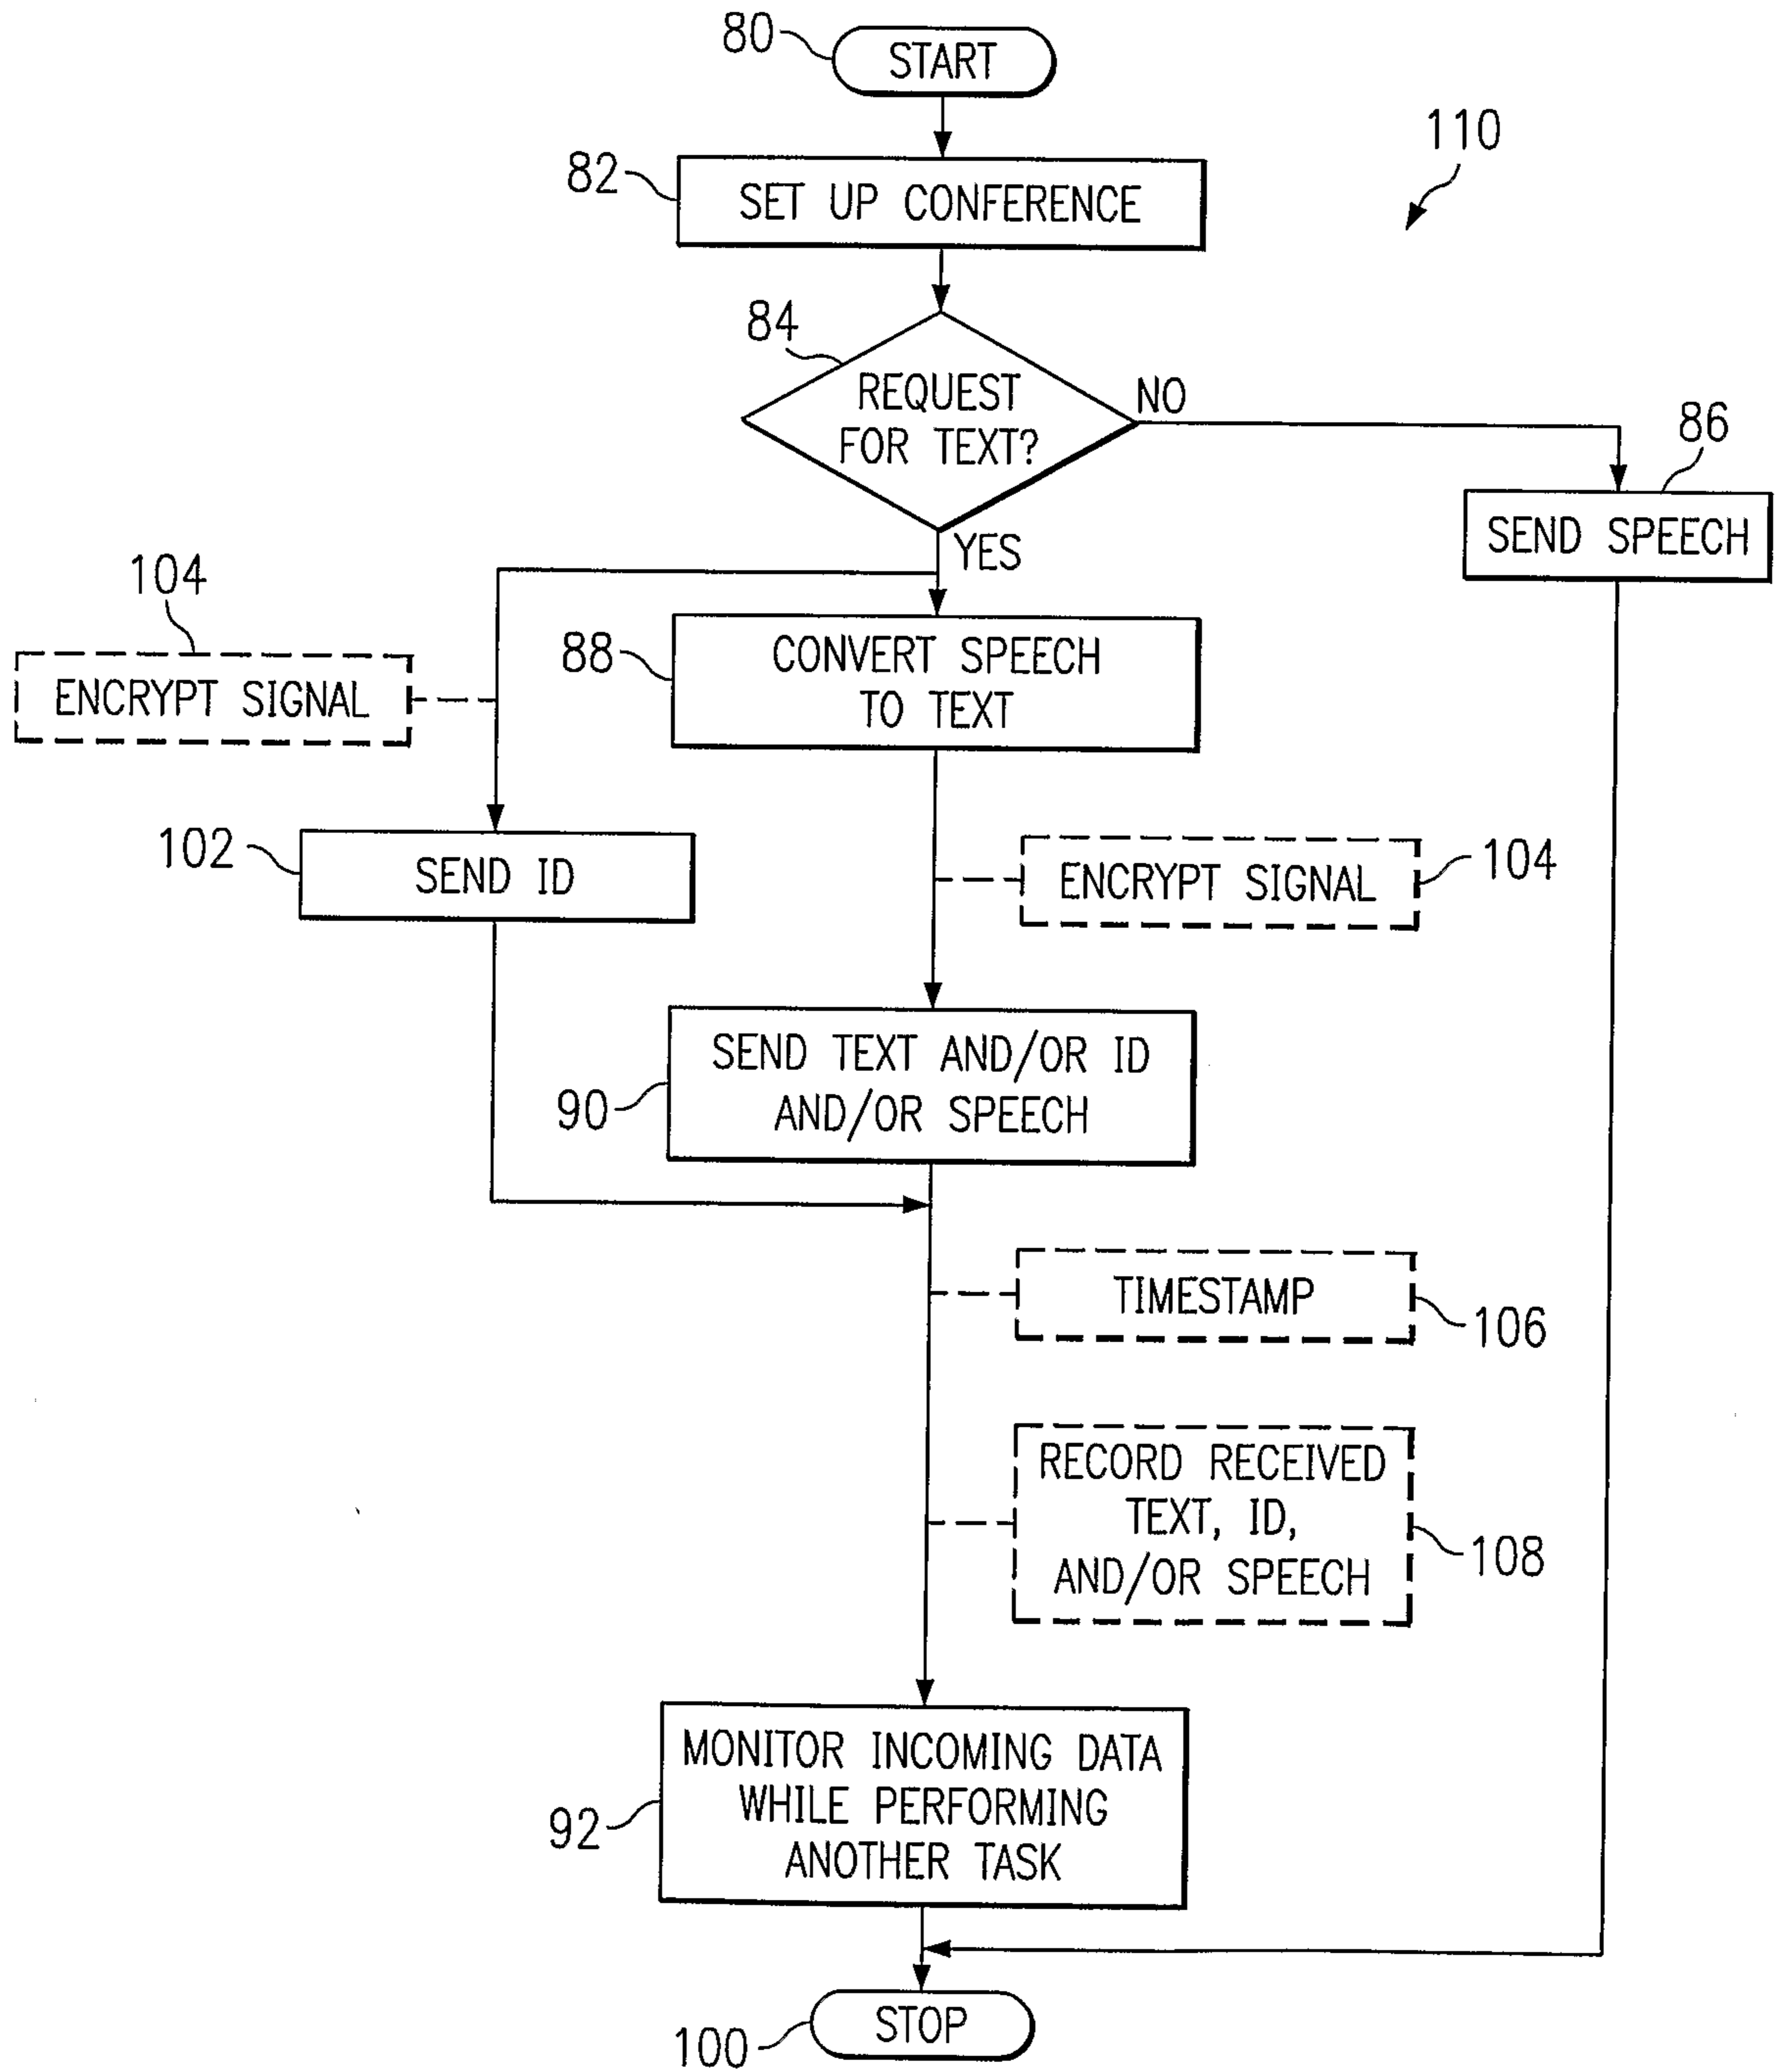 80
START
110
82
SET UP CONFERENCE
84
REQUEST
FOR TEXT?
NO
86
SEND SPEECH
YES
104
ENCRYPT SIGNAL
88
CONVERT SPEECH
TO TEXT
102
SEND ID
ENCRYPT SIGNAL
104
SEND TEXT AND/OR ID
AND/OR SPEECH
90
TIMESTAMP
106
RECORD RECEIVED
TEXT, ID,
AND/OR SPEECH
108
MONITOR INCOMING DATA
WHILE PERFORMING
ANOTHER TASK
92
STOP
100